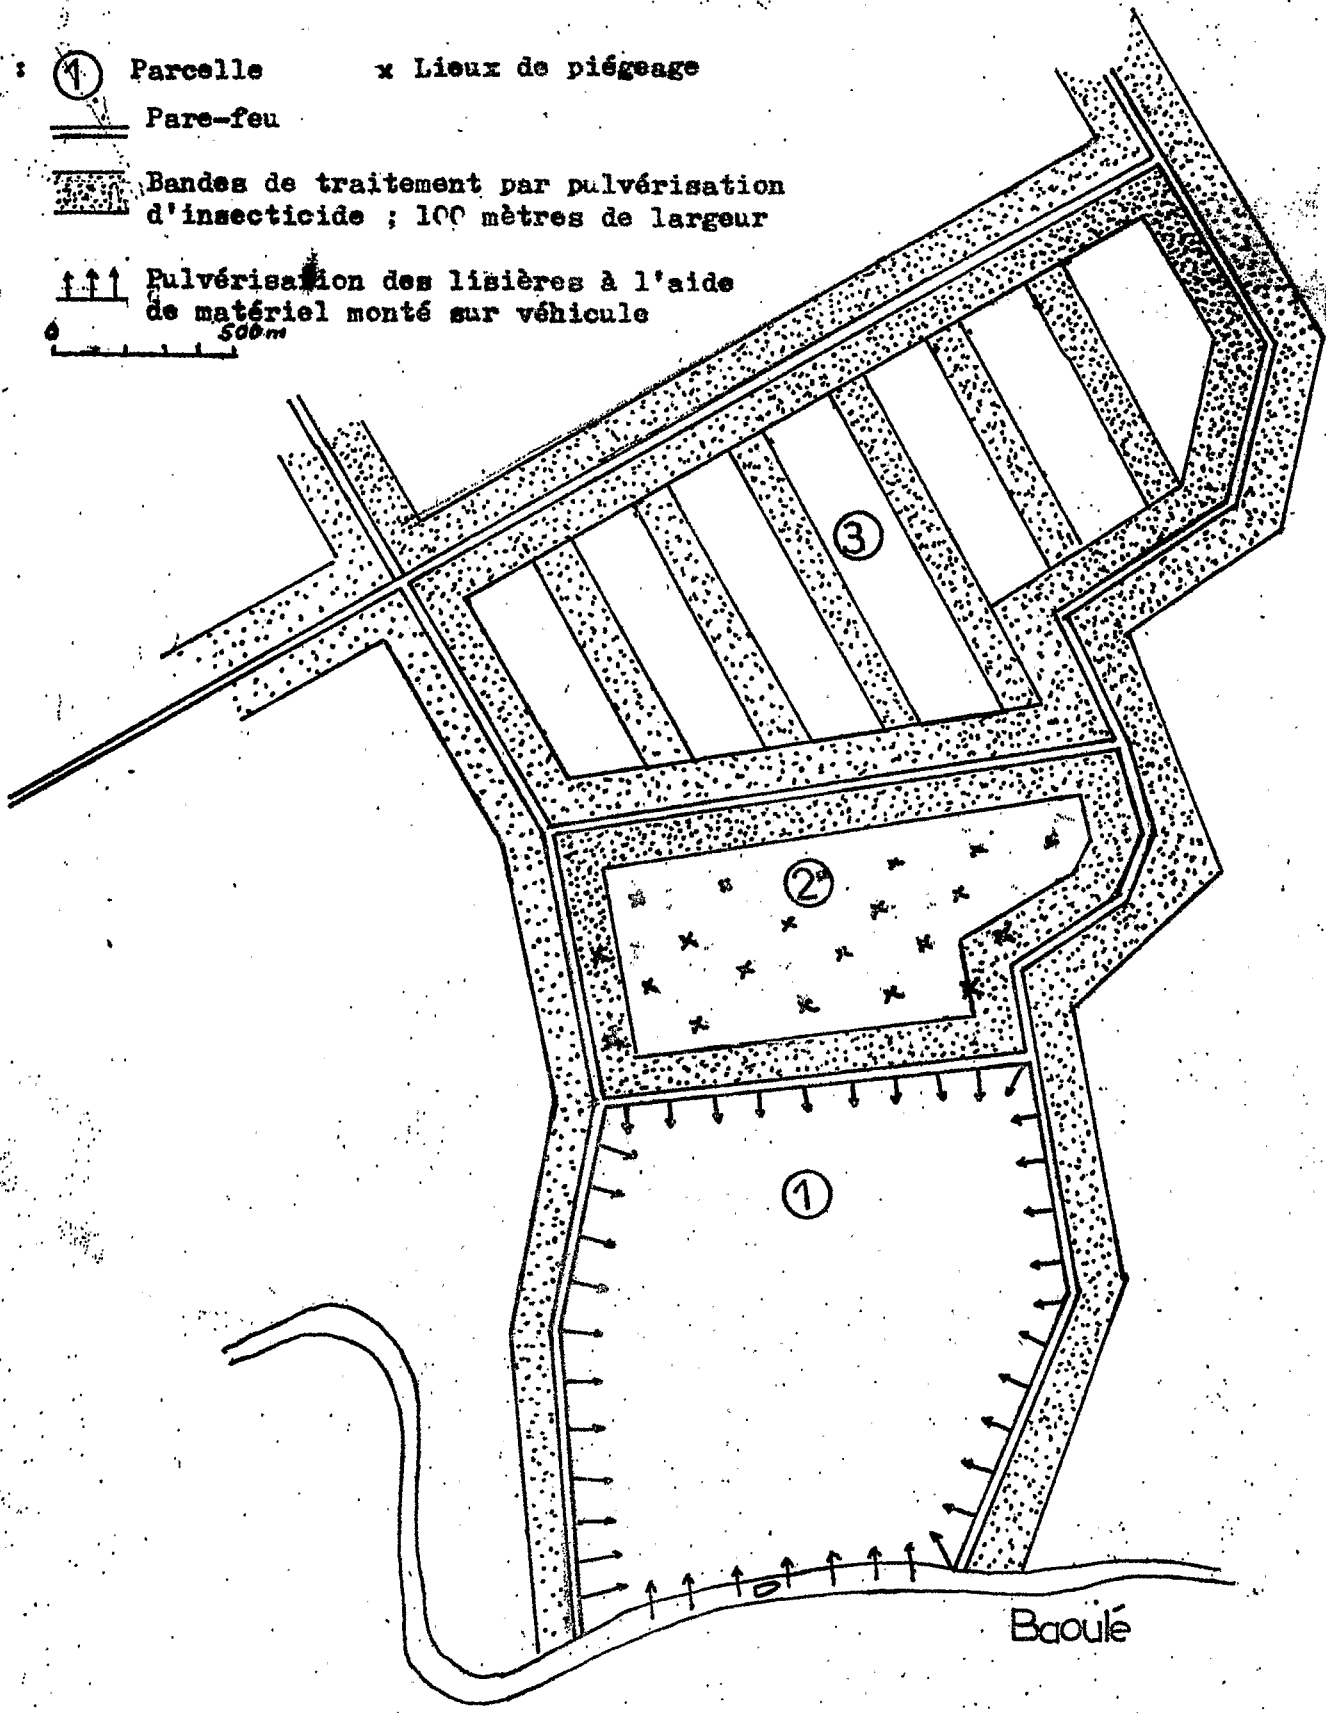 : 1 Parcelle x Lieux de piégeage
Pare-feu
Bandes de traitement par pulvérisation
d'insecticide ; 100 mètres de largeur
Pulvérisation des lisières à l'aide
de matériel monté sur véhicule
0 500m
3
2
1
Baoulé